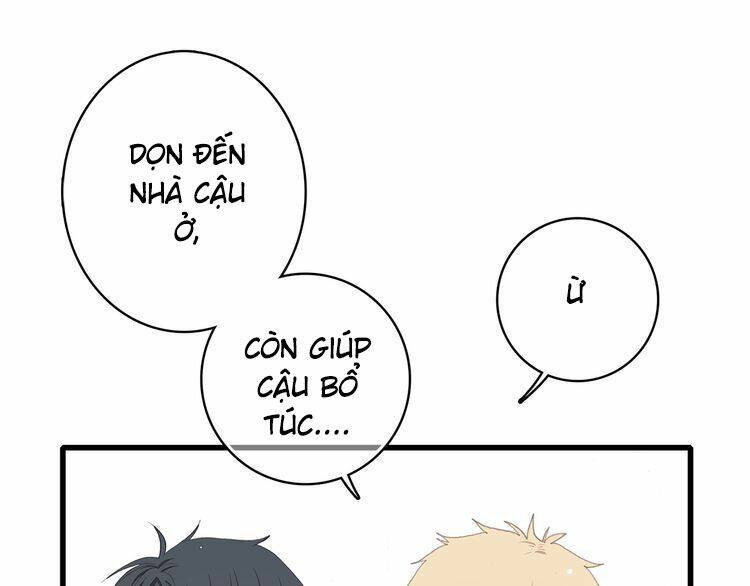 DỌN ĐẾN
NHÀ CẬU
Ở,
CÒN GIÚP
CẬU BỔ
TÚC....
Ừ